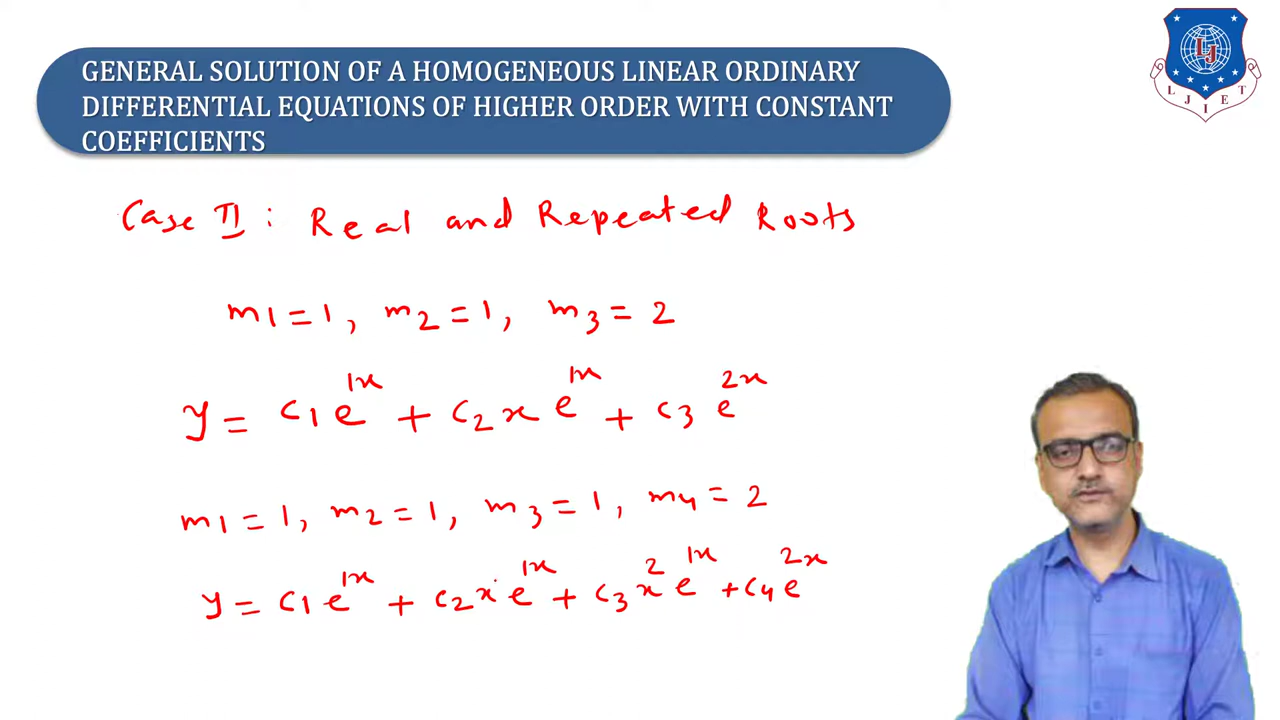 GENERAL SOLUTION OF A HOMOGENEOUS LINEAR ORDINARY
DIFFERENTIAL EQUATIONS OF HIGHER ORDER WITH CONSTANT
COEFFICIENTS
LJ
LJIET
Case II : Real and Repeated Roots
m1 = 1, m2 = 1, m3 = 2
y = c1 e^1x + c2 x e^1x + c3 e^2x
m1 = 1, m2 = 1, m3 = 1, m4 = 2
y = c1 e^1x + c2 x e^1x + c3 x^2 e^1x + c4 e^2x